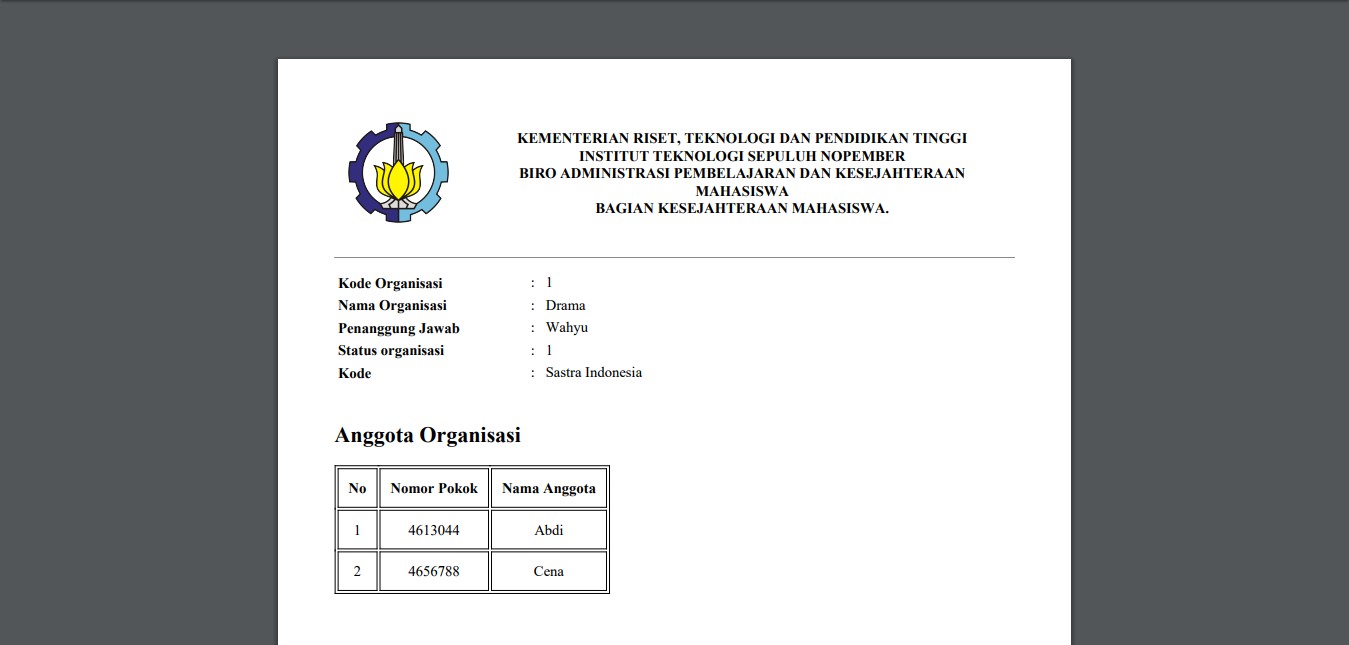 KEMENTERIAN RISET, TEKNOLOGI DAN PENDIDIKAN TINGGI
INSTITUT TEKNOLOGI SEPULUH NOPEMBER
BIRO ADMINISTRASI PEMBELAJARAN DAN KESEJAHTERAAN
MAHASISWA
BAGIAN KESEJAHTERAAN MAHASISWA.
Kode Organisasi : 1
Nama Organisasi : Drama
Penanggung Jawab : Wahyu
Status organisasi : 1
Kode : Sastra Indonesia
Anggota Organisasi
No Nomor Pokok Nama Anggota
1 4613044 Abdi
2 4656788 Cena